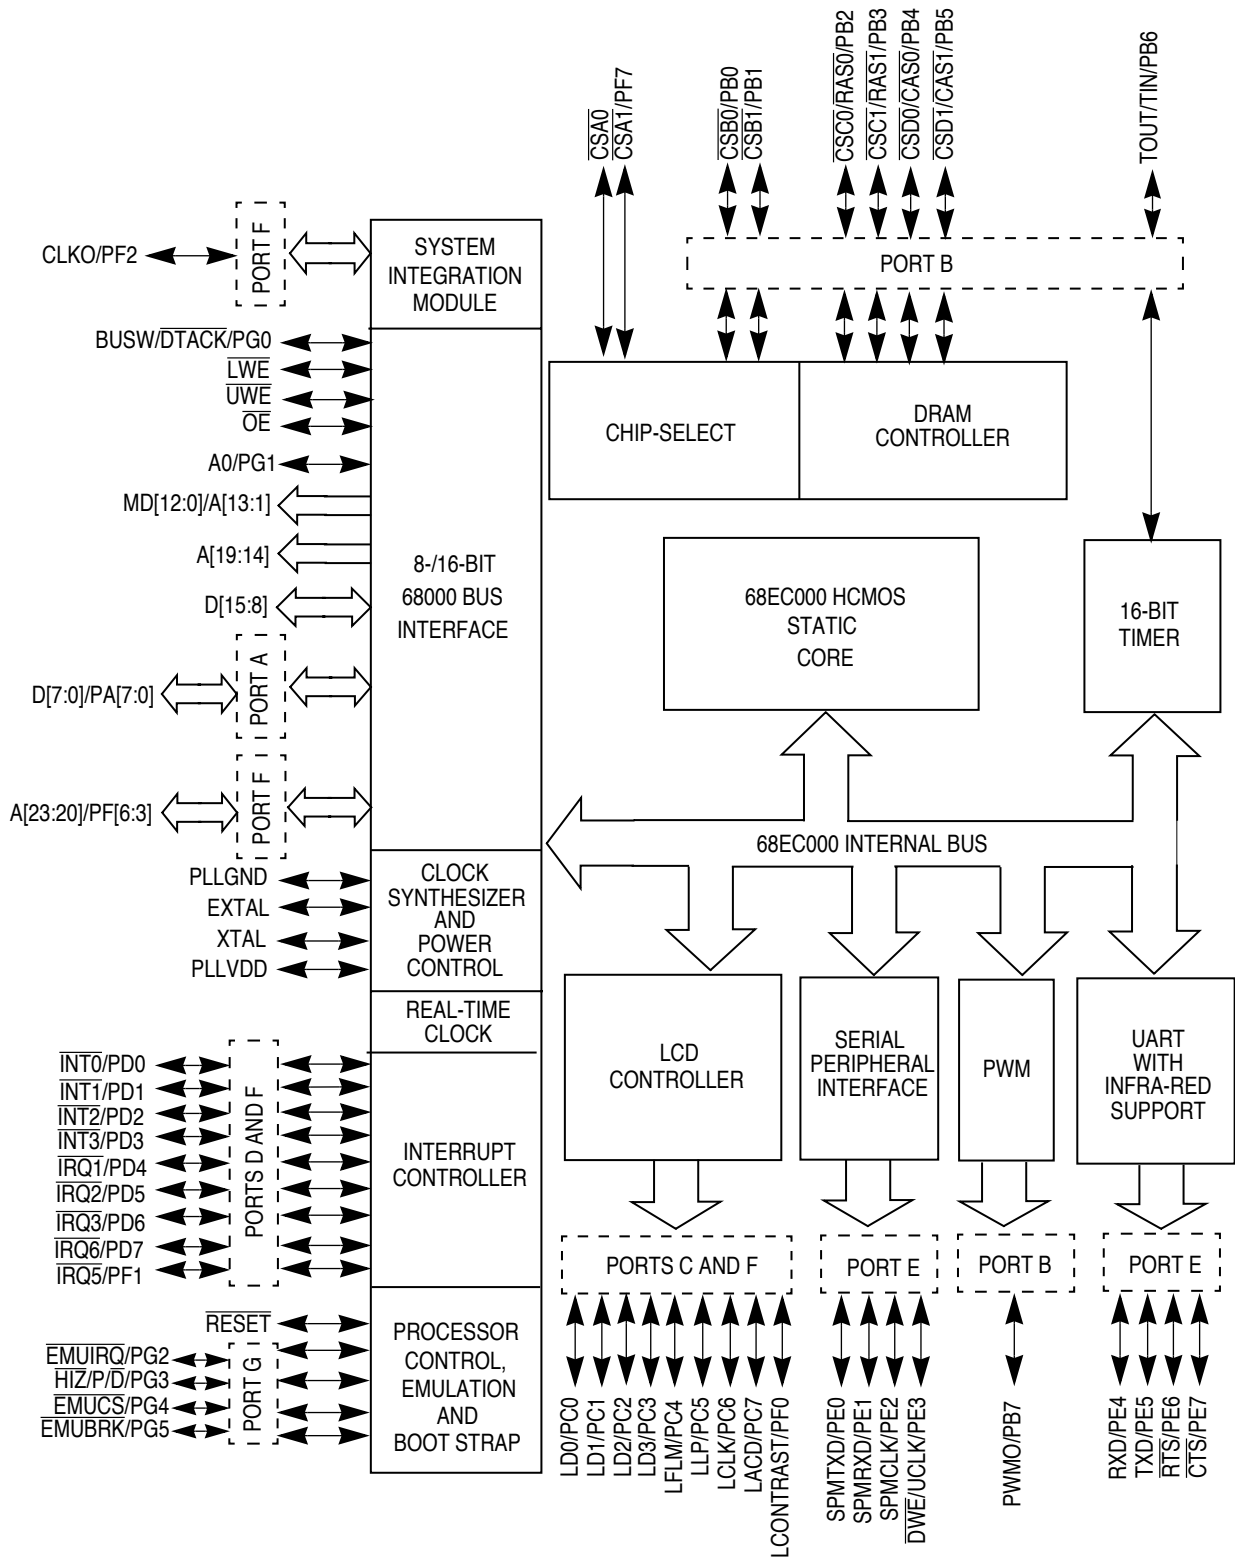 CSA0
CSA1/PF7
CSB0/PB0
CSB1/PB1
CSC0/RAS0/PB2
CSC1/RAS1/PB3
CSD0/CAS0/PB4
CSD1/CAS1/PB5
TOUT/TIN/PB6
CLKO/PF2
PORT F
SYSTEM
INTEGRATION
MODULE
PORT B
BUSW/DTACK/PG0
LWE
UWE
OE
A0/PG1
MD[12:0]/A[13:1]
A[19:14]
D[15:8]
D[7:0]/PA[7:0]
PORT A
A[23:20]/PF[6:3]
PORT F
8-/16-BIT
68000 BUS
INTERFACE
CHIP-SELECT
DRAM
CONTROLLER
68EC000 HCMOS
STATIC
CORE
16-BIT
TIMER
68EC000 INTERNAL BUS
PLLGND
EXTAL
XTAL
PLLVDD
CLOCK
SYNTHESIZER
AND
POWER
CONTROL
REAL-TIME
CLOCK
LCD
CONTROLLER
SERIAL
PERIPHERAL
INTERFACE
PWM
UART
WITH
INFRA-RED
SUPPORT
INT0/PD0
INT1/PD1
INT2/PD2
INT3/PD3
IRQ1/PD4
IRQ2/PD5
IRQ3/PD6
IRQ6/PD7
IRQ5/PF1
PORTS D AND F
INTERRUPT
CONTROLLER
PORTS C AND F
PORT E
PORT B
PORT E
RESET
EMUIRQ/PG2
HIZ/P/D/PG3
EMUCS/PG4
EMUBRK/PG5
PORT G
PROCESSOR
CONTROL,
EMULATION
AND
BOOT STRAP
LD0/PC0
LD1/PC1
LD2/PC2
LD3/PC3
LFLM/PC4
LLP/PC5
LCLK/PC6
LACD/PC7
LCONTRAST/PF0
SPMTXD/PE0
SPMRXD/PE1
SPMCLK/PE2
DWE/UCLK/PE3
PWMO/PB7
RXD/PE4
TXD/PE5
RTS/PE6
CTS/PE7